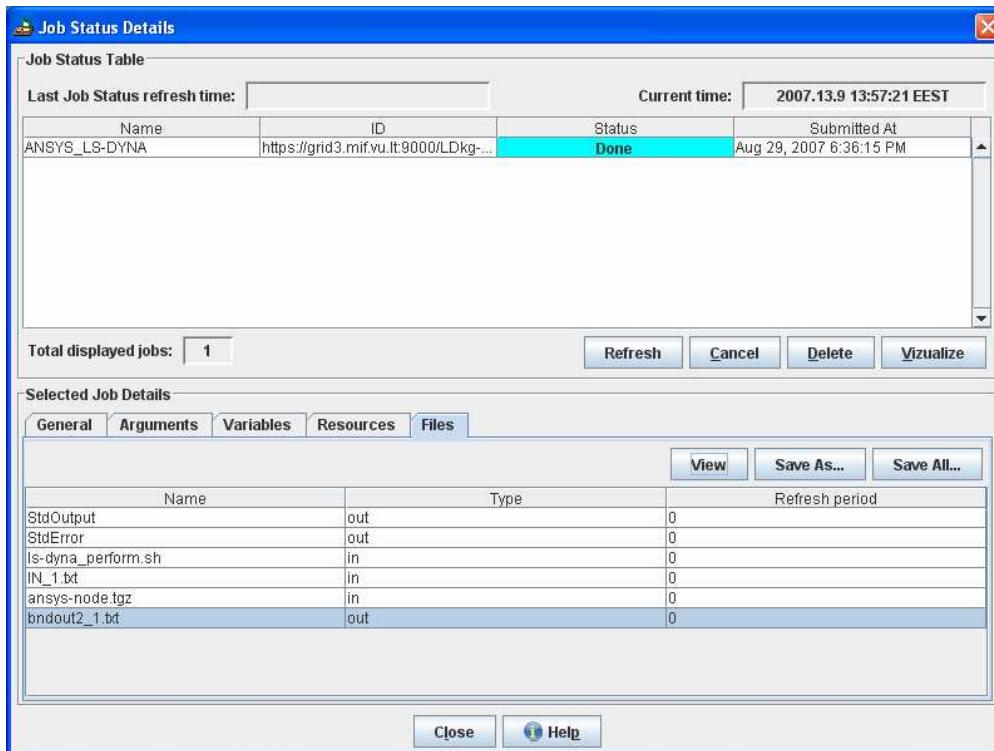 Job Status Details
Job Status Table
Last Job Status refresh time: Current time: 2007.13.9 13:57:21 EEST
Name ID Status Submitted At
ANSYS_LS-DYNA https://grid3.mif.vu.lt:9000/LDkg-... Done Aug 29, 2007 6:36:15 PM
Total displayed jobs: 1 Refresh Cancel Delete Vizualize
Selected Job Details
General Arguments Variables Resources Files
View Save As... Save All...
Name Type Refresh period
StdOutput out 0
StdError out 0
ls-dyna_perform.sh in 0
IN_1.txt in 0
ansys-node.tgz in 0
bndout2_1.txt out 0
Close Help